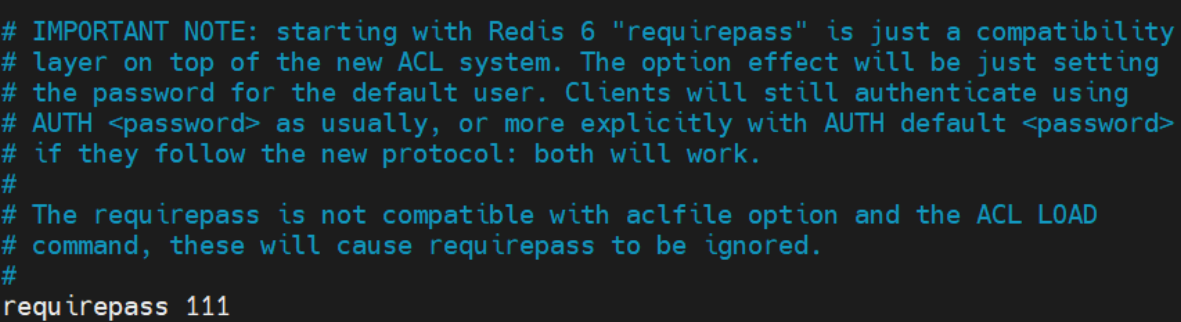 # IMPORTANT NOTE: starting with Redis 6 "requirepass" is just a compatibility
# layer on top of the new ACL system. The option effect will be just setting
# the password for the default user. Clients will still authenticate using
# AUTH <password> as usually, or more explicitly with AUTH default <password>
# if they follow the new protocol: both will work.
#
# The requirepass is not compatible with aclfile option and the ACL LOAD
# command, these will cause requirepass to be ignored.
#
requirepass 111